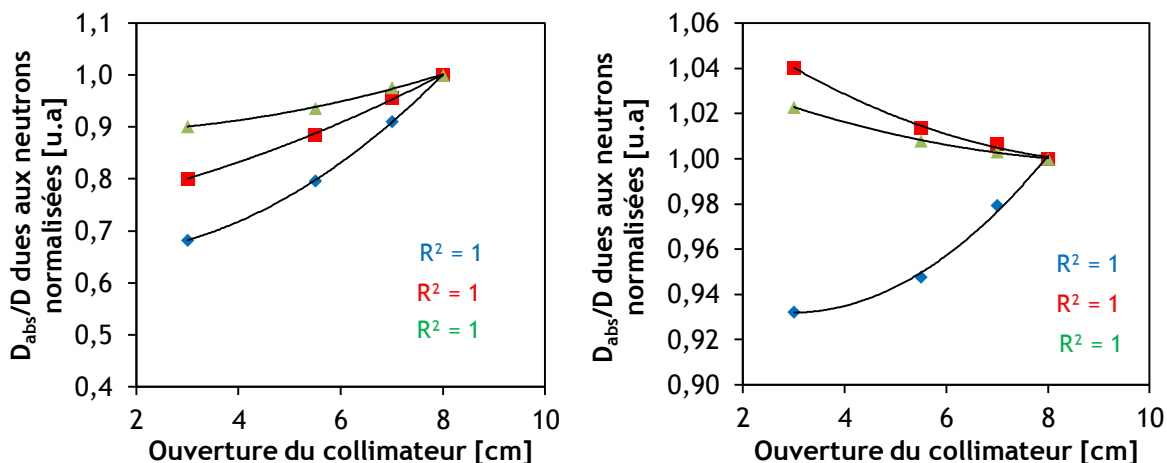 D_abs/D dues aux neutrons
normalisées [u.a]
1,1
1,0
0,9
0,8
0,7
0,6
0,5
0,4
R² = 1
R² = 1
R² = 1
2 4 6 8 10
Ouverture du collimateur [cm]
D_abs/D dues aux neutrons
normalisées [u.a]
1,06
1,04
1,02
1,00
0,98
0,96
0,94
0,92
0,90
R² = 1
R² = 1
R² = 1
2 4 6 8 10
Ouverture du collimateur [cm]